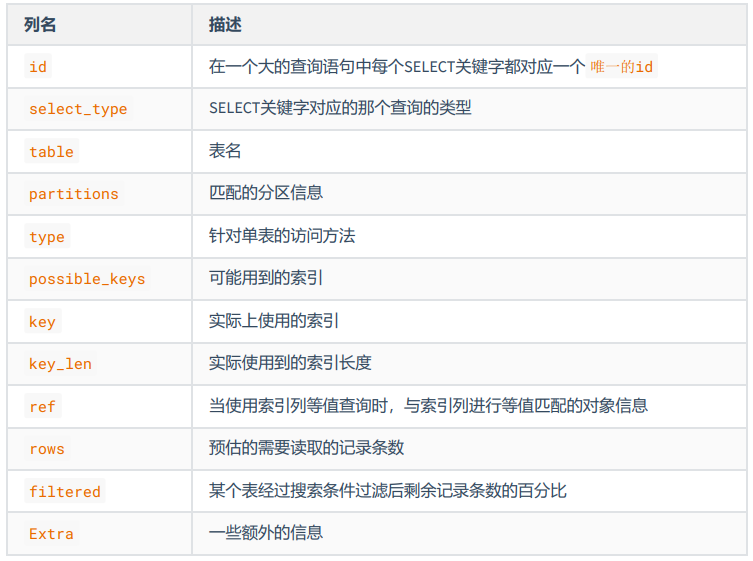 列名 描述
id 在一个大的查询语句中每个SELECT关键字都对应一个 唯一的id
select_type SELECT关键字对应的那个查询的类型
table 表名
partitions 匹配的分区信息
type 针对单表的访问方法
possible_keys 可能用到的索引
key 实际上使用的索引
key_len 实际使用到的索引长度
ref 当使用索引列等值查询时，与索引列进行等值匹配的对象信息
rows 预估的需要读取的记录条数
filtered 某个表经过搜索条件过滤后剩余记录条数的百分比
Extra 一些额外的信息